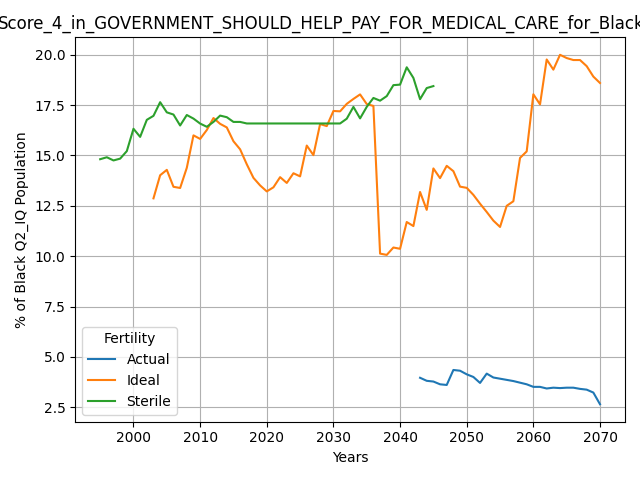 Score_4_in_GOVERNMENT_SHOULD_HELP_PAY_FOR_MEDICAL_CARE_for_Black
% of Black Q2_IQ Population
20.0
17.5
15.0
12.5
10.0
7.5
5.0
2.5
Fertility
Actual
Ideal
Sterile
2000 2010 2020 2030 2040 2050 2060 2070
Years